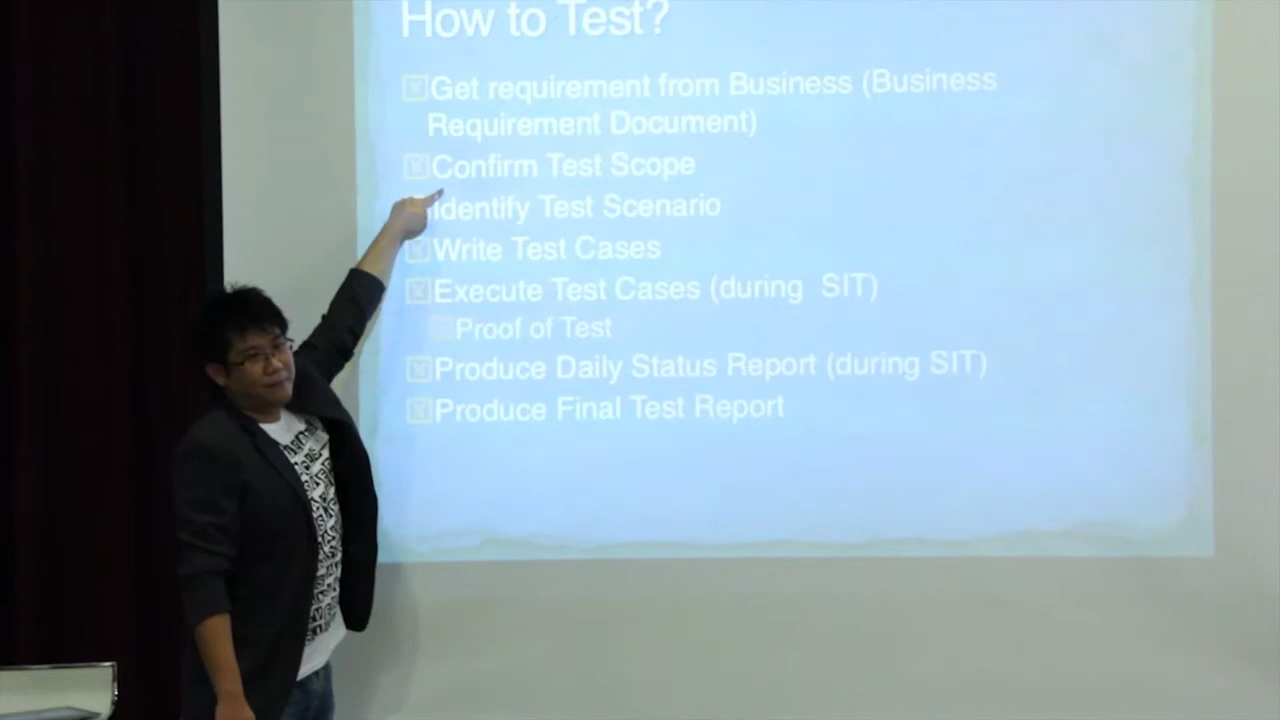 How to Test?
Get requirement from Business (Business
Requirement Document)
Confirm Test Scope
Identify Test Scenario
Write Test Cases
Execute Test Cases (during SIT)
Proof of Test
Produce Daily Status Report (during SIT)
Produce Final Test Report